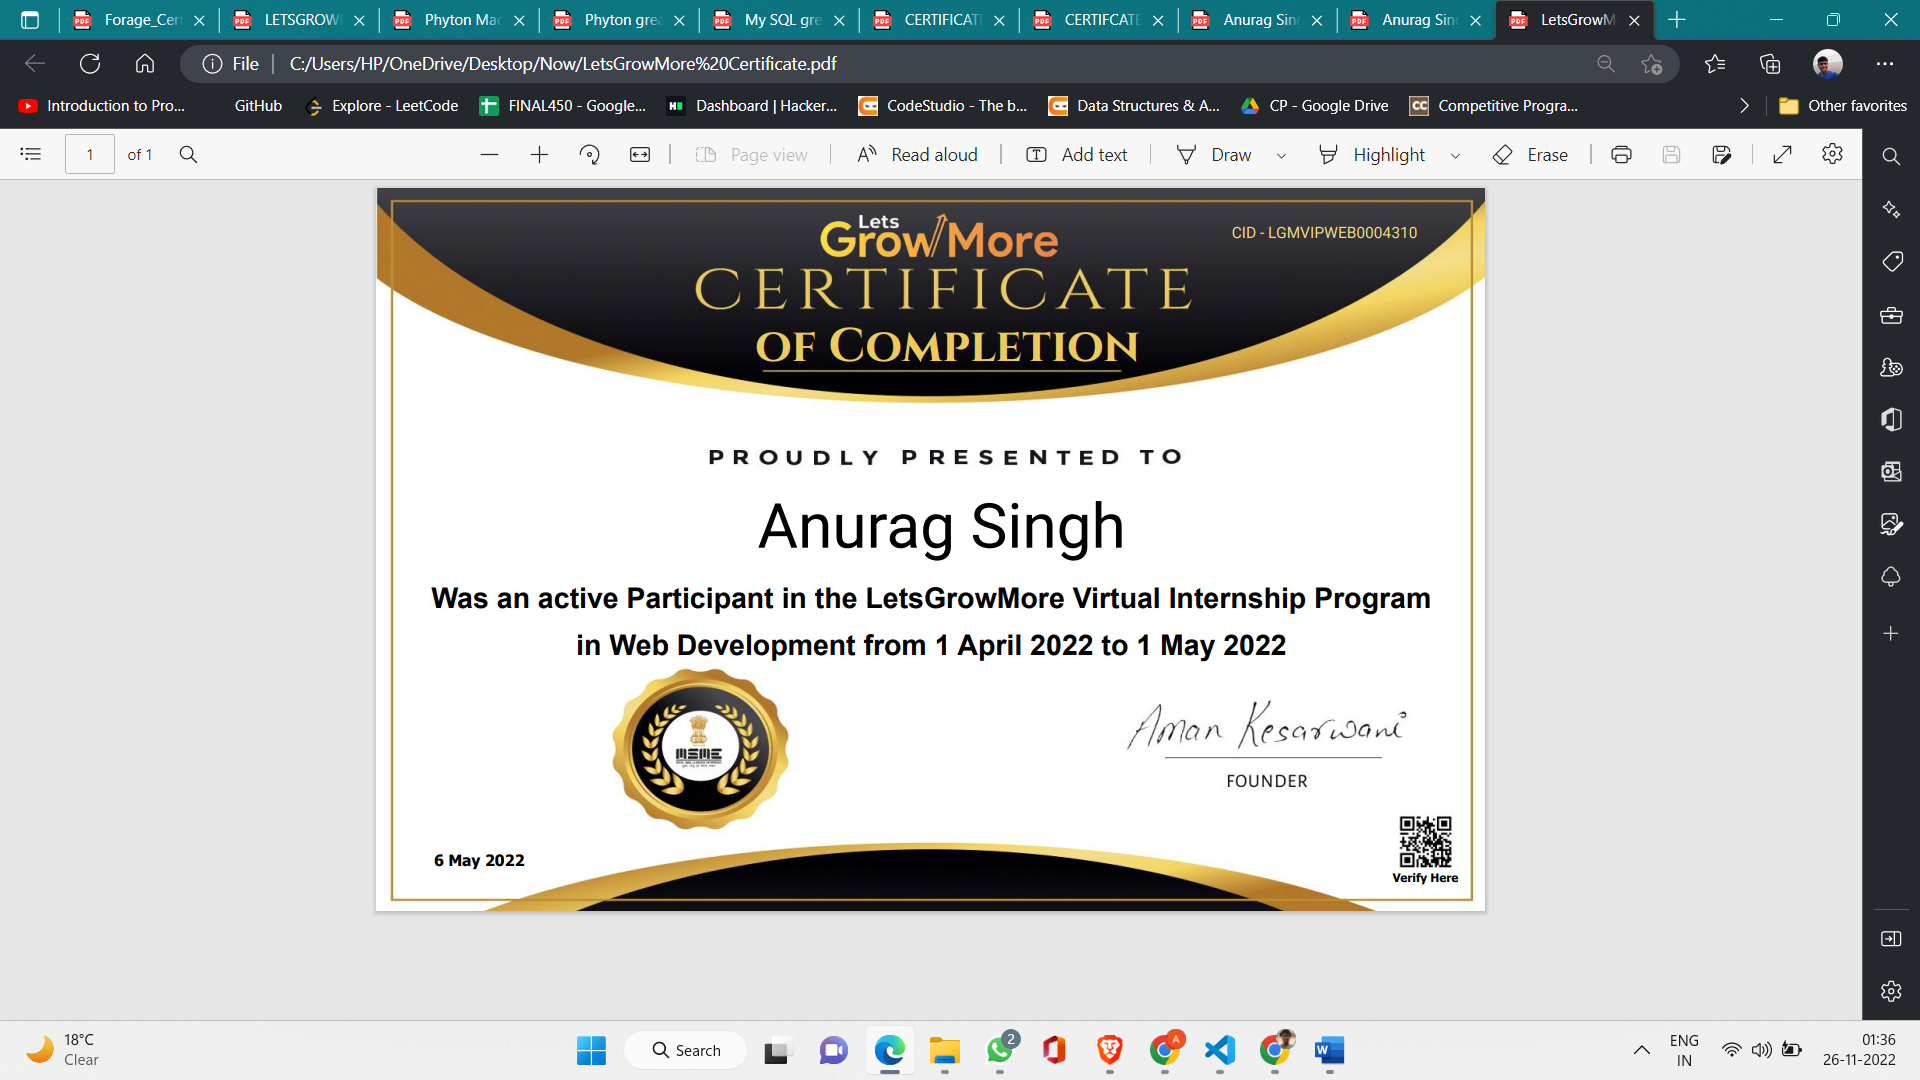 Forage_Cer
LETSGROW
Phyton Mac
Phyton grea
My SQL gre
CERTIFICATI
CERTIFCATE
Anurag Sin
Anurag Sin
LetsGrowM
File
C:/Users/HP/OneDrive/Desktop/Now/LetsGrowMore%20Certificate.pdf
Introduction to Pro...
GitHub
Explore - LeetCode
FINAL450 - Google...
Dashboard | Hacker...
CodeStudio - The b...
Data Structures & A...
CP - Google Drive
Competitive Progra...
Other favorites
1 of 1
Page view
Read aloud
Add text
Draw
Highlight
Erase
Lets
GrowMore
CID - LGMVIPWEB0004310
CERTIFICATE
OF COMPLETION
PROUDLY PRESENTED TO
Anurag Singh
Was an active Participant in the LetsGrowMore Virtual Internship Program
in Web Development from 1 April 2022 to 1 May 2022
MSME
Aman Kesarwani
FOUNDER
6 May 2022
Verify Here
18°C
Clear
Search
2
A
ENG
IN
01:36
26-11-2022